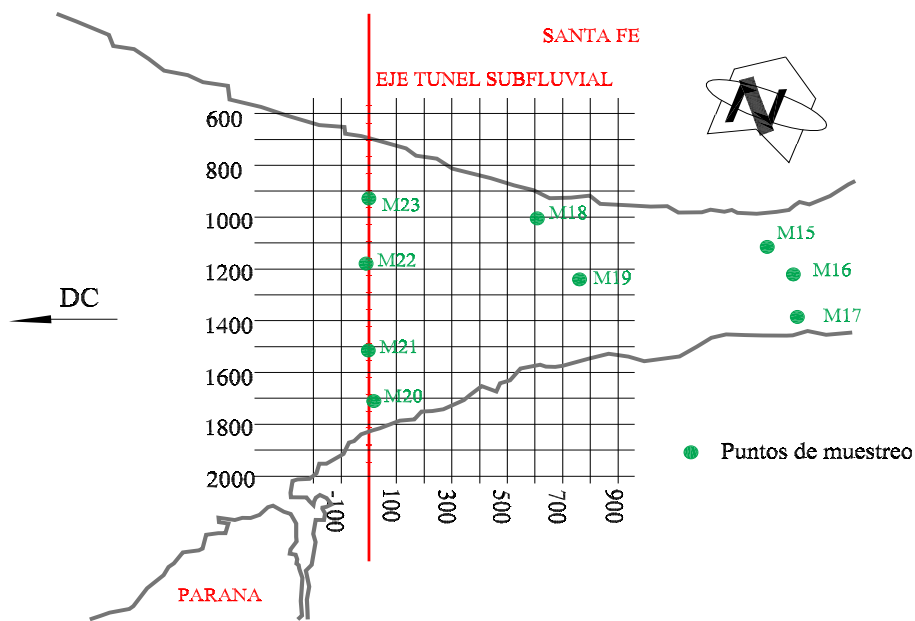 SANTA FE
EJE TUNEL SUBFLUVIAL
N
600
800
M23
1000
M18
M15
M22
1200
M19
M16
DC
1400
M17
M21
1600
M20
1800
Puntos de muestreo
2000
-100
100
300
500
700
900
PARANA